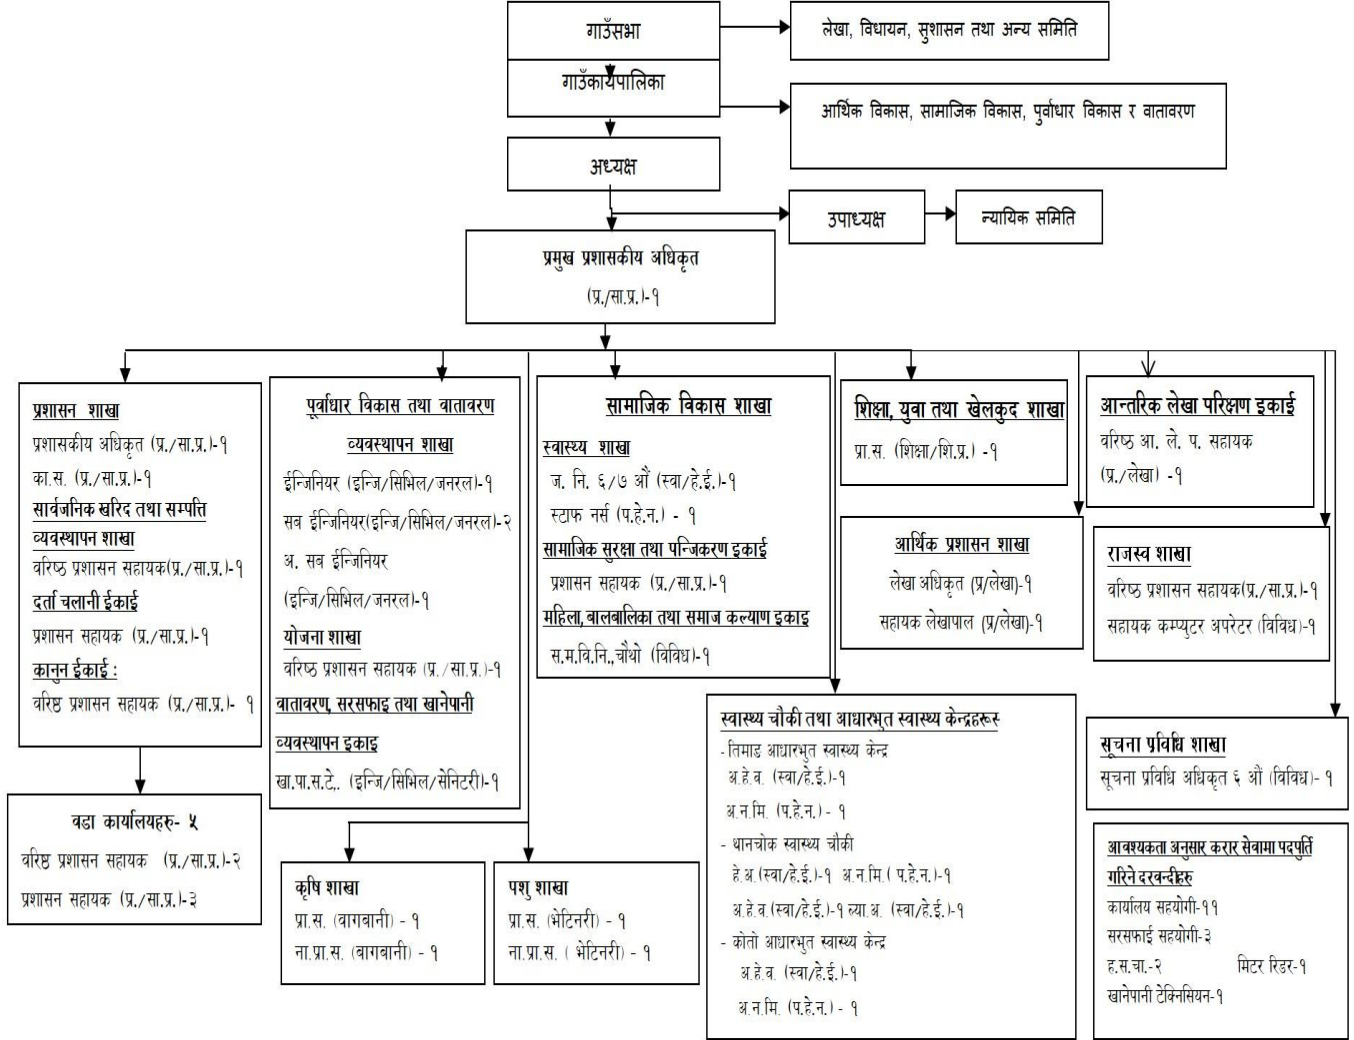 गाउँसभा
लेखा, विधायन, सुशासन तथा अन्य समिति
गाउँकार्यपालिका
आर्थिक विकास, सामाजिक विकास, पुर्वाधार विकास र वातावरण
अध्यक्ष
उपाध्यक्ष
न्यायिक समिति
प्रमुख प्रशासकीय अधिकृत
(प्र./सा.प्र.)-१
प्रशासन शाखा
प्रशासकीय अधिकृत (प्र./सा.प्र.)-१
का.स. (प्र./सा.प्र.)-१
सार्वजनिक खरिद तथा सम्पत्ति
व्यवस्थापन शाखा
वरिष्ठ प्रशासन सहायक(प्र./सा.प्र.)-१
दर्ता चलानी ईकाई
प्रशासन सहायक (प्र./सा.प्र.)-१
कानुन ईकाई :
वरिष्ठ प्रशासन सहायक (प्र./सा.प्र.)- १
वडा कार्यालयहरु- ५
वरिष्ठ प्रशासन सहायक (प्र./सा.प्र.)-२
प्रशासन सहायक (प्र./सा.प्र.)-३
पूर्वाधार विकास तथा वातावरण
व्यवस्थापन शाखा
ईन्जिनियर (इन्जि/सिभिल/जनरल)-१
सब ईन्जिनियर(इन्जि/सिभिल/जनरल)-२
अ. सब ईन्जिनियर
(इन्जि/सिभिल/जनरल)-१
योजना शाखा
वरिष्ठ प्रशासन सहायक (प्र./सा.प्र.)-१
वातावरण, सरसफाइ तथा खानेपानी
व्यवस्थापन इकाइ
खा.पा.स.टे.. (इन्जि/सिभिल/सेनिटरी)-१
कृषि शाखा
प्रा.स. (वागबानी) - १
ना.प्रा.स. (बागबानी) - १
पशु शाखा
प्रा.स. (भेटिनरी) - १
ना.प्रा.स. ( भेटिनरी) - १
सामाजिक विकास शाखा
स्वास्थ्य शाखा
ज. नि. ६/७ औं (स्वा/हे.ई.)-१
स्टाफ नर्स (प.हे.न.) - १
सामाजिक सुरक्षा तथा पन्जिकरण इकाई
प्रशासन सहायक (प्र./सा.प्र.)-१
महिला, बालबालिका तथा समाज कल्याण इकाइ
स.म.वि.नि.,चौथो (विविध)-१
स्वास्थ्य चौकी तथा आधारभुत स्वास्थ्य केन्द्रहरूस
- तिमाङ आधारभुत स्वास्थ्य केन्द्र
अ.हे.व. (स्वा/हे.ई.)-१
अ.न.मि. (प.हे.न.) - १
- थानचोक स्वास्थ्य चौकी
हे.अ.(स्वा/हे.ई.)-१ अ.न.मि.( प.हे.न.)-१
अ.हे.व.(स्वा/हे.ई.)-१ ल्या.अ. (स्वा/हे.ई.)-१
- कोतो आधारभुत स्वास्थ्य केन्द्र
अ.हे.व. (स्वा/हे.ई.)-१
अ.न.मि. (प.हे.न.) - १
शिक्षा, युवा तथा खेलकुद शाखा
प्रा.स. (शिक्षा/शि.प्र.) -१
आर्थिक प्रशासन शाखा
लेखा अधिकृत (प्र/लेखा)-१
सहायक लेखापाल (प्र/लेखा)-१
आन्तरिक लेखा परिक्षण इकाई
वरिष्ठ आ. ले. प. सहायक
(प्र./लेखा) -१
राजस्व शाखा
वरिष्ठ प्रशासन सहायक(प्र./सा.प्र.)-१
सहायक कम्प्युटर अपरेटर (विविध)-१
सूचना प्रविधि शाखा
सूचना प्रविधि अधिकृत ६ औं (विविध)- १
आवश्यकता अनुसार करार सेवामा पदपुर्ति
गरिने दरवन्दीहरु
कार्यालय सहयोगी-११
सरसफाई सहयोगी-३
ह.स.चा.-२ मिटर रिडर-१
खानेपानी टेक्निसियन-१